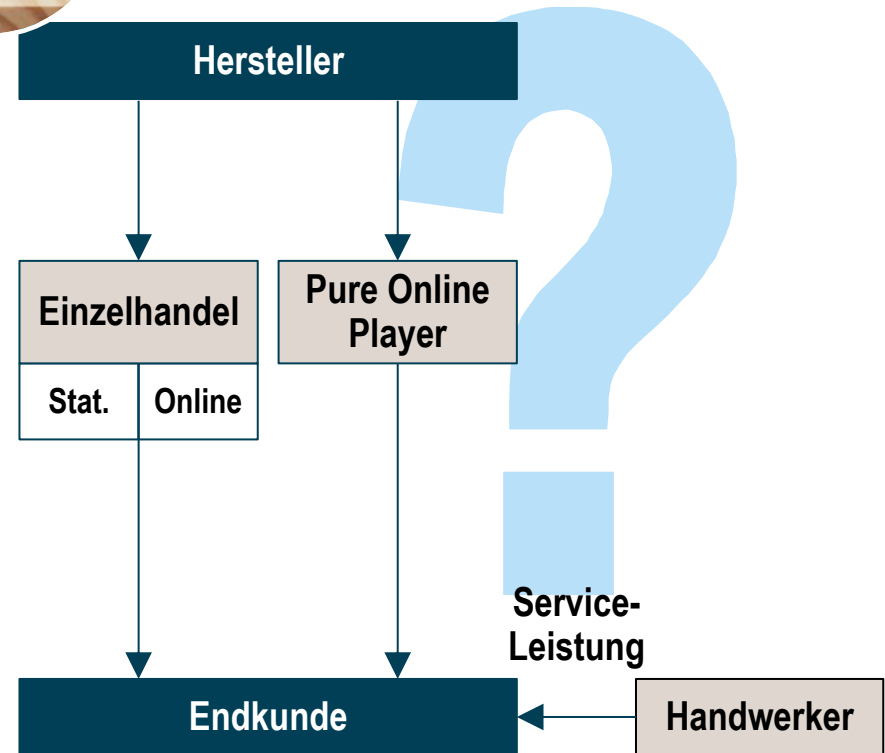 Hersteller
Einzelhandel
Pure Online
Player
Stat.
Online
Service-
Leistung
Endkunde
Handwerker
?